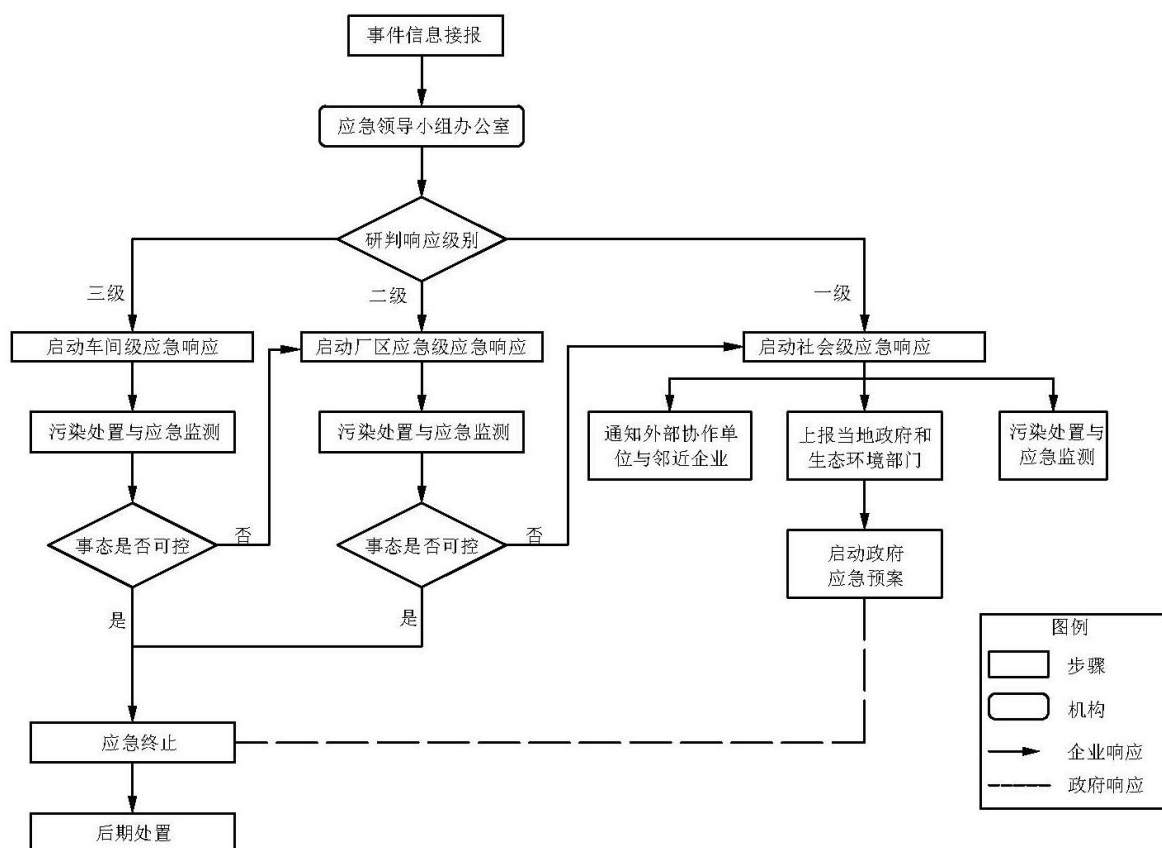 事件信息接报
应急领导小组办公室
研判响应级别
三级
二级
一级
启动车间级应急响应
启动厂区应急级应急响应
启动社会级应急响应
污染处置与应急监测
污染处置与应急监测
通知外部协作单
位与邻近企业
上报当地政府和
生态环境部门
污染处置与
应急监测
事态是否可控
否
事态是否可控
否
启动政府
应急预案
是
是
图例
步骤
机构
企业响应
政府响应
应急终止
后期处置